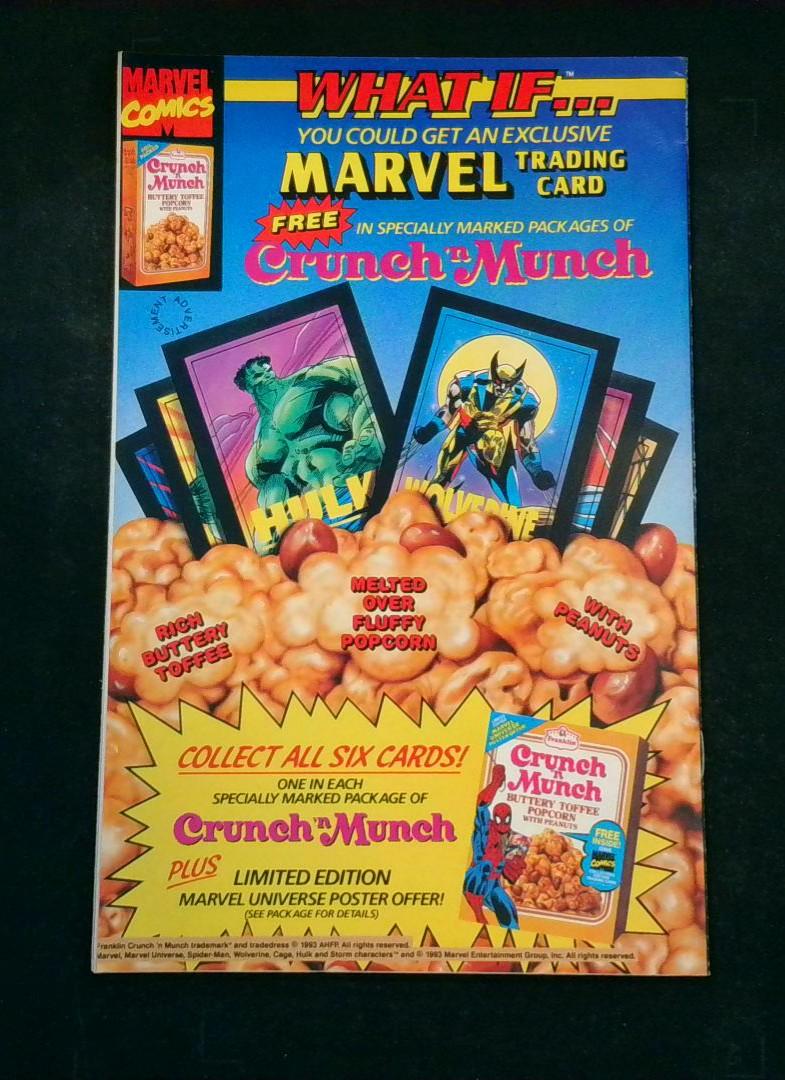 MARVEL
COMICS
WHAT IF...™
YOU COULD GET AN EXCLUSIVE
MARVEL TRADING
CARD
FREE IN SPECIALLY MARKED PACKAGES OF
Crunch 'n Munch
Crunch
'n
Munch
BUTTERY TOFFEE
POPCORN
WITH PEANUTS
ADVERTISEMENT
HULK
WOLVERINE
RICH
BUTTERY
TOFFEE
MELTED
OVER
FLUFFY
POPCORN
WITH
PEANUTS
COLLECT ALL SIX CARDS!
ONE IN EACH
SPECIALLY MARKED PACKAGE OF
Crunch 'n Munch
PLUS LIMITED EDITION
MARVEL UNIVERSE POSTER OFFER!
(SEE PACKAGE FOR DETAILS)
Franklin
Crunch
'n
Munch
BUTTERY TOFFEE
POPCORN
WITH PEANUTS
FREE
INSIDE!
MARVEL
COMICS
Franklin Crunch 'n Munch trademark* and tradedress © 1993 AHFP. All rights reserved.
Marvel, Marvel Universe, Spider-Man, Wolverine, Cage, Hulk and Storm characters™ and © 1993 Marvel Entertainment Group, Inc. All rights reserved.